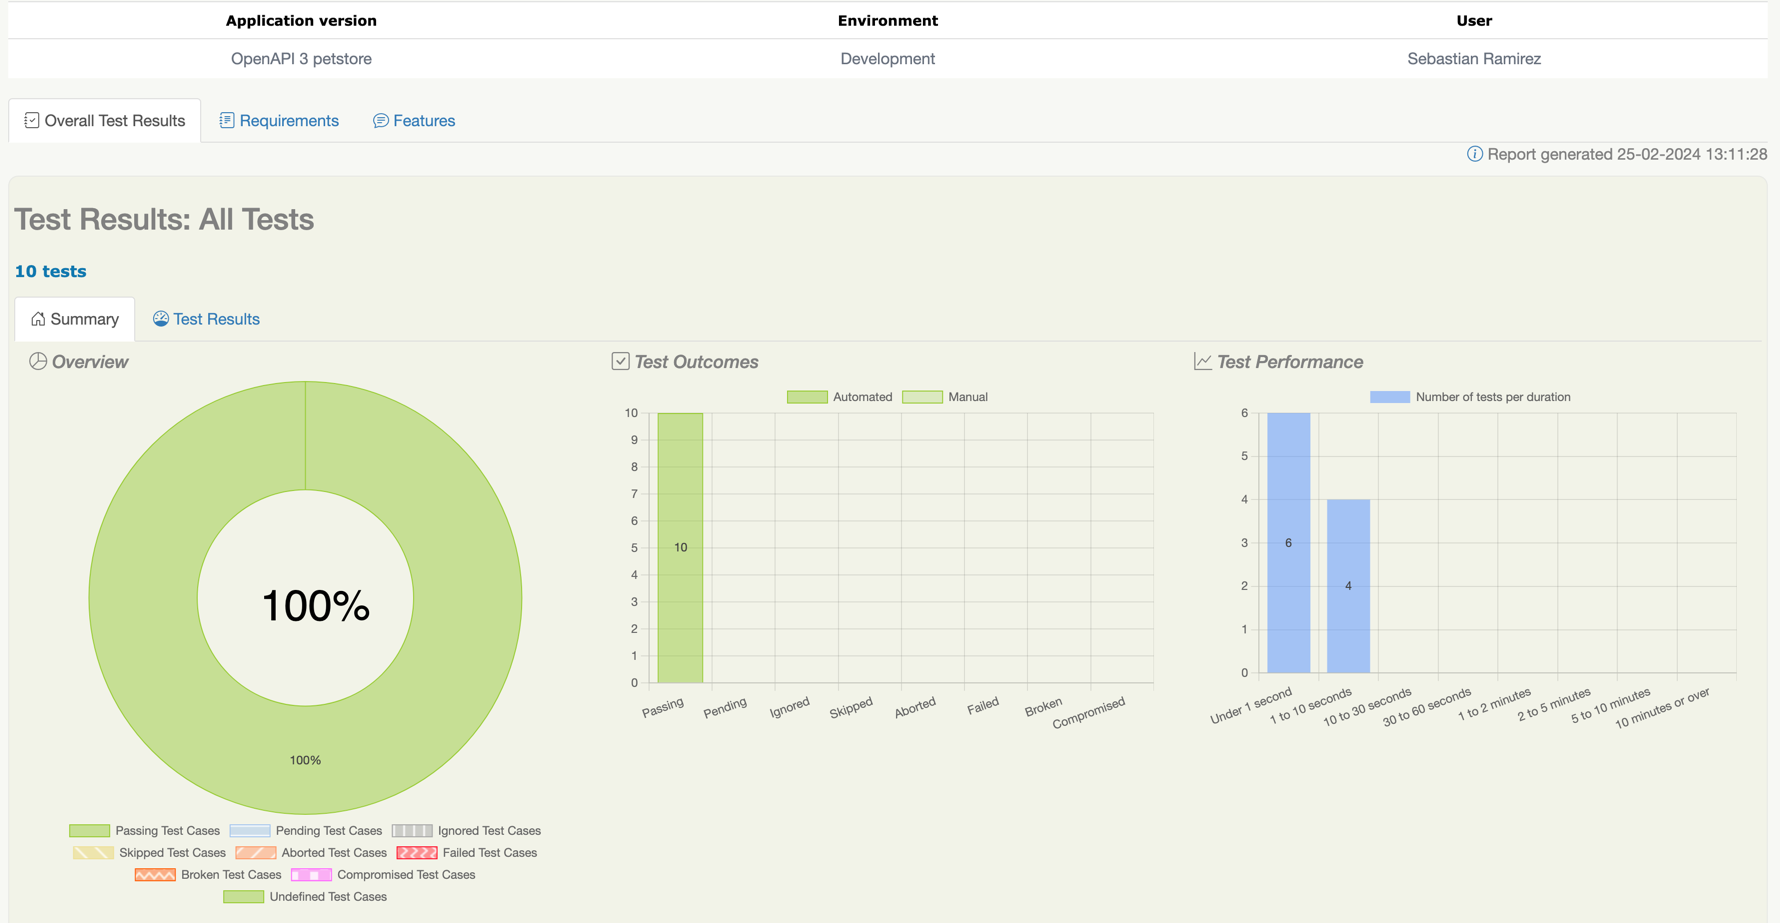 Application version Environment User
OpenAPI 3 petstore Development Sebastian Ramirez
Overall Test Results Requirements Features
Report generated 25-02-2024 13:11:28
Test Results: All Tests
10 tests
Summary Test Results
Overview
100%
100%
Passing Test Cases Pending Test Cases Ignored Test Cases
Skipped Test Cases Aborted Test Cases Failed Test Cases
Broken Test Cases Compromised Test Cases
Undefined Test Cases
Test Outcomes
Automated Manual
10
9
8
7
6
5
4
3
2
1
0
10
Passing Pending Ignored Skipped Aborted Failed Broken Compromised
Test Performance
Number of tests per duration
6
5
4
3
2
1
0
6
4
Under 1 second 1 to 10 seconds 10 to 30 seconds 30 to 60 seconds 1 to 2 minutes 2 to 5 minutes 5 to 10 minutes 10 minutes or over